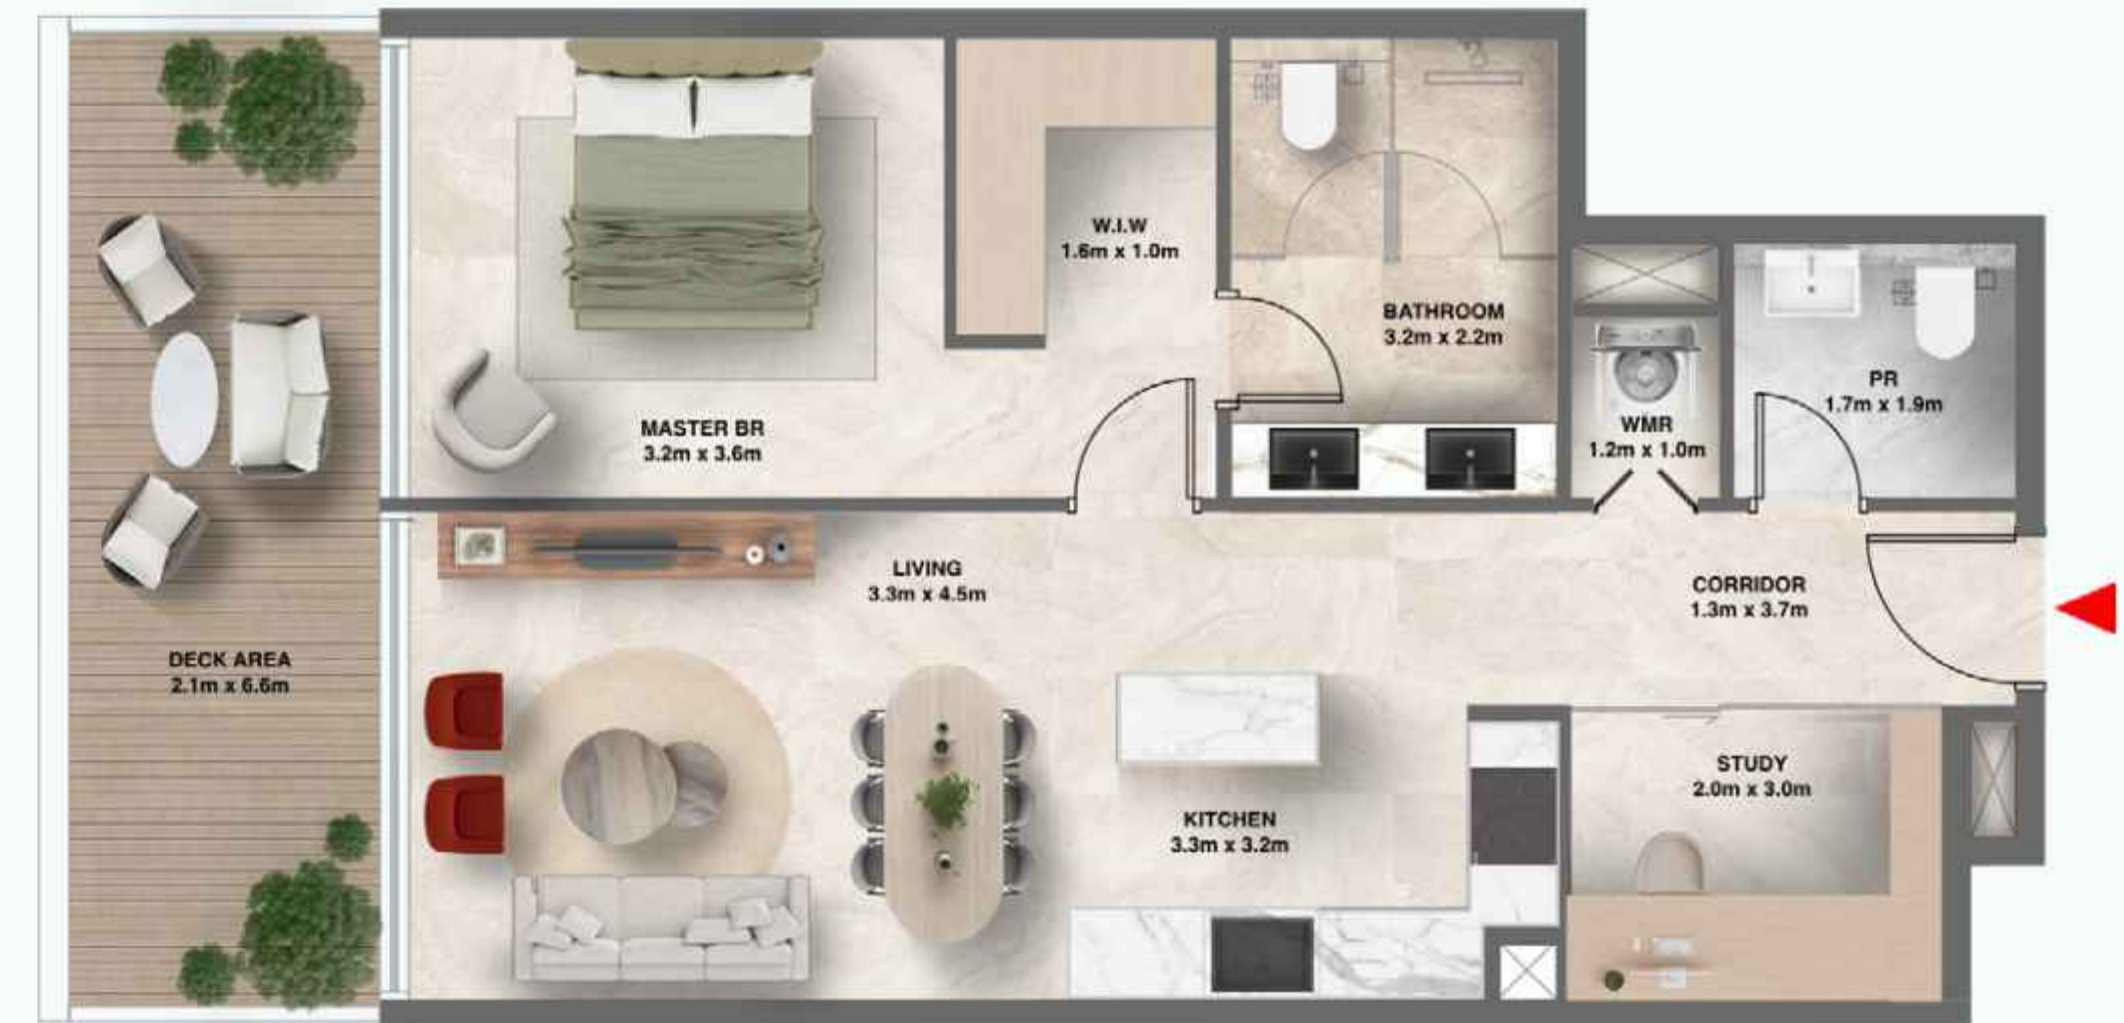 W.I.W
1.6m x 1.0m
BATHROOM
3.2m x 2.2m
MASTER BR
3.2m x 3.6m
WMR
1.2m x 1.0m
PR
1.7m x 1.9m
LIVING
3.3m x 4.5m
CORRIDOR
1.3m x 3.7m
DECK AREA
2.1m x 6.6m
KITCHEN
3.3m x 3.2m
STUDY
2.0m x 3.0m